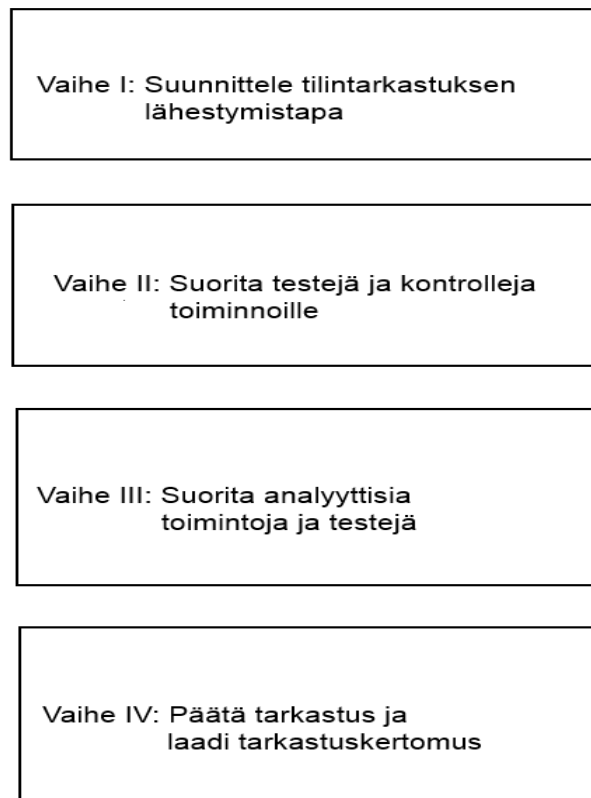 Vaihe I: Suunnittele tilintarkastuksen
lähestymistapa
Vaihe II: Suorita testejä ja kontrolleja
toiminnoille
Vaihe III: Suorita analyyttisia
toimintoja ja testejä
Vaihe IV: Päätä tarkastus ja
laadi tarkastuskertomus